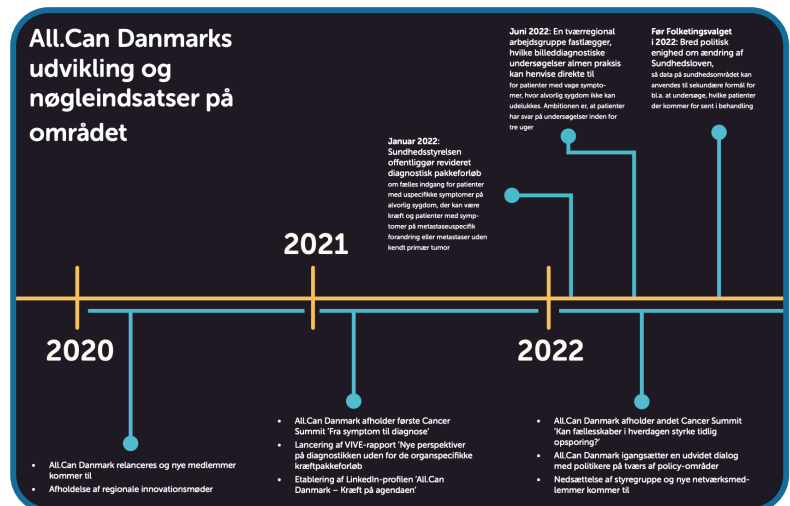 All.Can Danmarks
udvikling og
nøgleindsatser på
området
Januar 2022:
Sundhedsstyrelsen
offentliggør revideret
diagnostisk pakkeforløb
om fælles indgang for patienter
med uspecifikke symptomer på
alvorlig sygdom, der kan være
kræft og patienter med symp-
tomer på metastaseuspecifik
forandring eller metastaser uden
kendt primær tumor
Juni 2022: En tværregional
arbejdsgruppe fastlægger,
hvilke billeddiagnostiske
undersøgelser almen praksis
kan henvise direkte til
for patienter med vage sympto-
mer, hvor alvorlig sygdom ikke kan
udelukkes. Ambitionen er, at patienter
har svar på undersøgelser inden for
tre uger
Før Folketingsvalget
i 2022: Bred politisk
enighed om ændring af
Sundhedsloven,
så data på sundhedsområdet kan
anvendes til sekundære formål for
bl.a. at undersøge, hvilke patienter
der kommer for sent i behandling
2020
2021
2022
• All.Can Danmark relanceres og nye medlemmer
kommer til
• Afholdelse af regionale innovationsmøder
• All.Can Danmark afholder første Cancer
Summit ‘Fra symptom til diagnose’
• Lancering af VIVE-rapport ‘Nye perspektiver
på diagnostikken uden for de organspecifikke
kræftpakkeforløb
• Etablering af LinkedIn-profilen ‘All.Can
Danmark – Kræft på agendaen’
• All.Can Danmark afholder andet Cancer Summit
‘Kan fællesskaber i hverdagen styrke tidlig
opsporing?’
• All.Can Danmark igangsætter en udvidet dialog
med politikere på tværs af policy-områder
• Nedsættelse af styregruppe og nye netværksmed-
lemmer kommer til